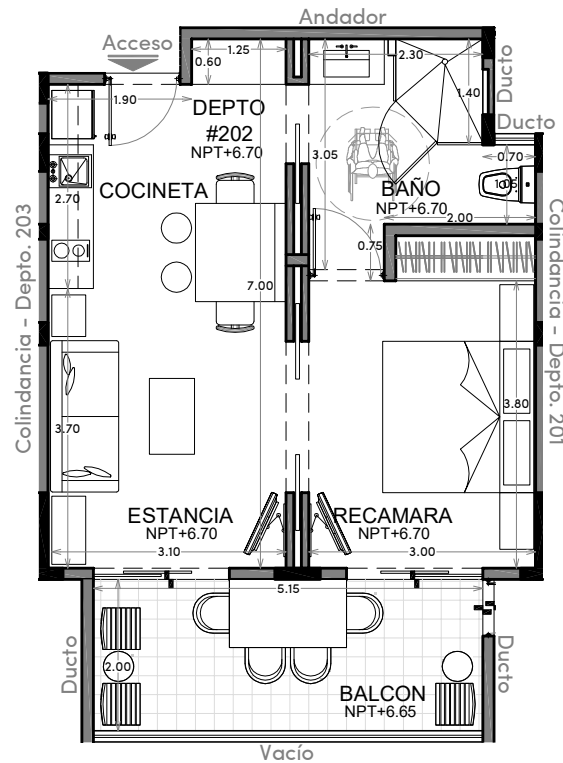 Andador
Acceso
1.25
0.60
2.30
Ducto
1.40
1.90
DEPTO
#202
NPT+6.70
Ducto
3.05
0.70
1.05
BAÑO
NPT+6.70
2.70
COCINETA
2.00
0.75
Colindancia - Depto. 203
Colindancia - Depto. 201
7.00
3.80
3.70
ESTANCIA
NPT+6.70
3.10
RECAMARA
NPT+6.70
3.00
5.15
Ducto
2.00
Ducto
BALCON
NPT+6.65
Vacío